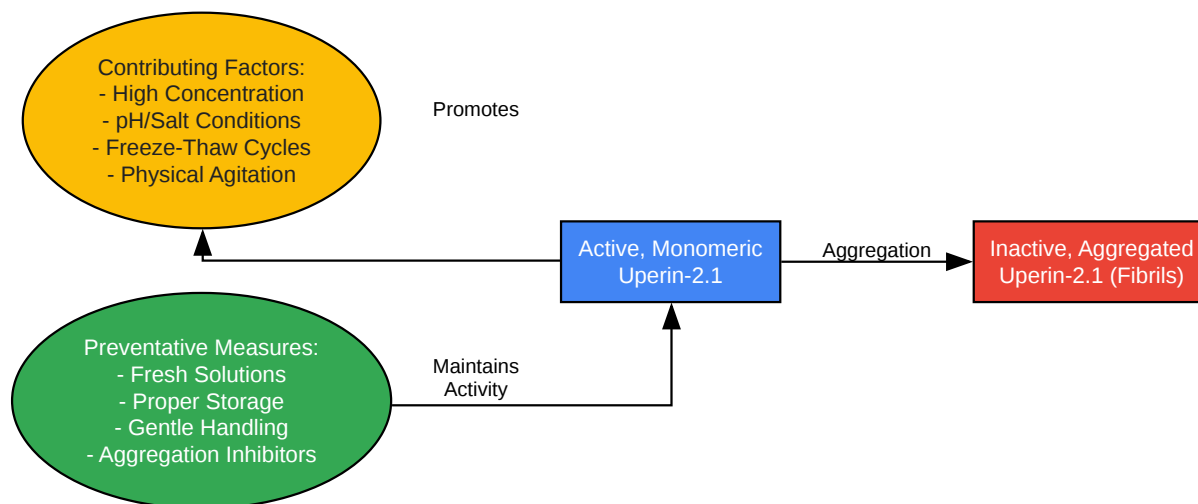 Contributing Factors:
- High Concentration
- pH/Salt Conditions
- Freeze-Thaw Cycles
- Physical Agitation
Promotes
Active, Monomeric
Uperin-2.1
Aggregation
Inactive, Aggregated
Uperin-2.1 (Fibrils)
Preventative Measures:
- Fresh Solutions
- Proper Storage
- Gentle Handling
- Aggregation Inhibitors
Maintains
Activity